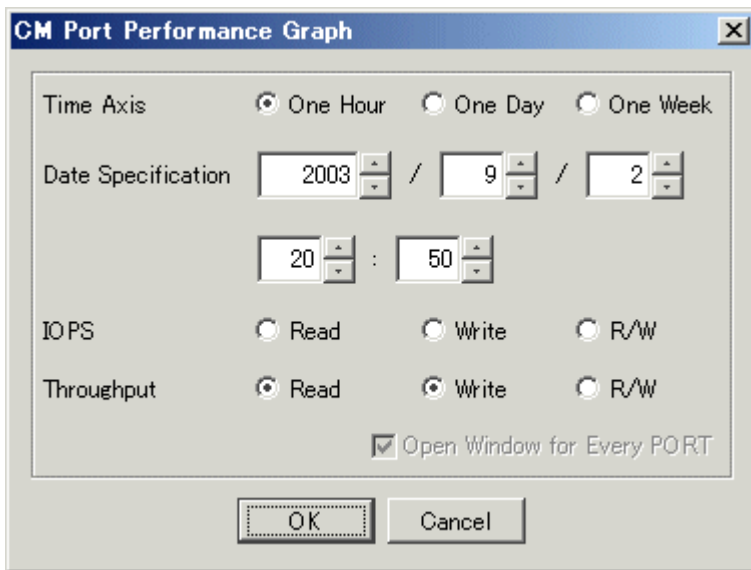 CM Port Performance Graph
Time Axis One Hour One Day One Week
Date Specification 2003 / 9 / 2
20 : 50
IOPS Read Write R/W
Throughput Read Write R/W
Open Window for Every PORT
OK Cancel